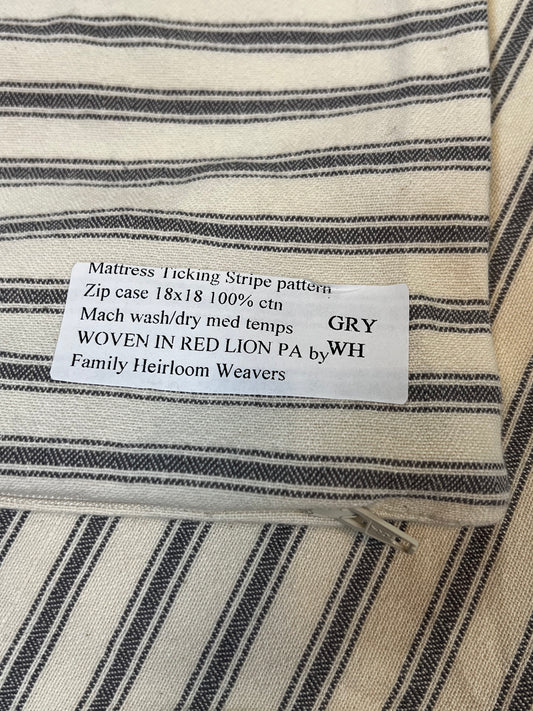 Mattress Ticking Stripe pattern
Zip case 18x18 100% ctn
Mach wash/dry med temps GRY
WOVEN IN RED LION PA by WH
Family Heirloom Weavers